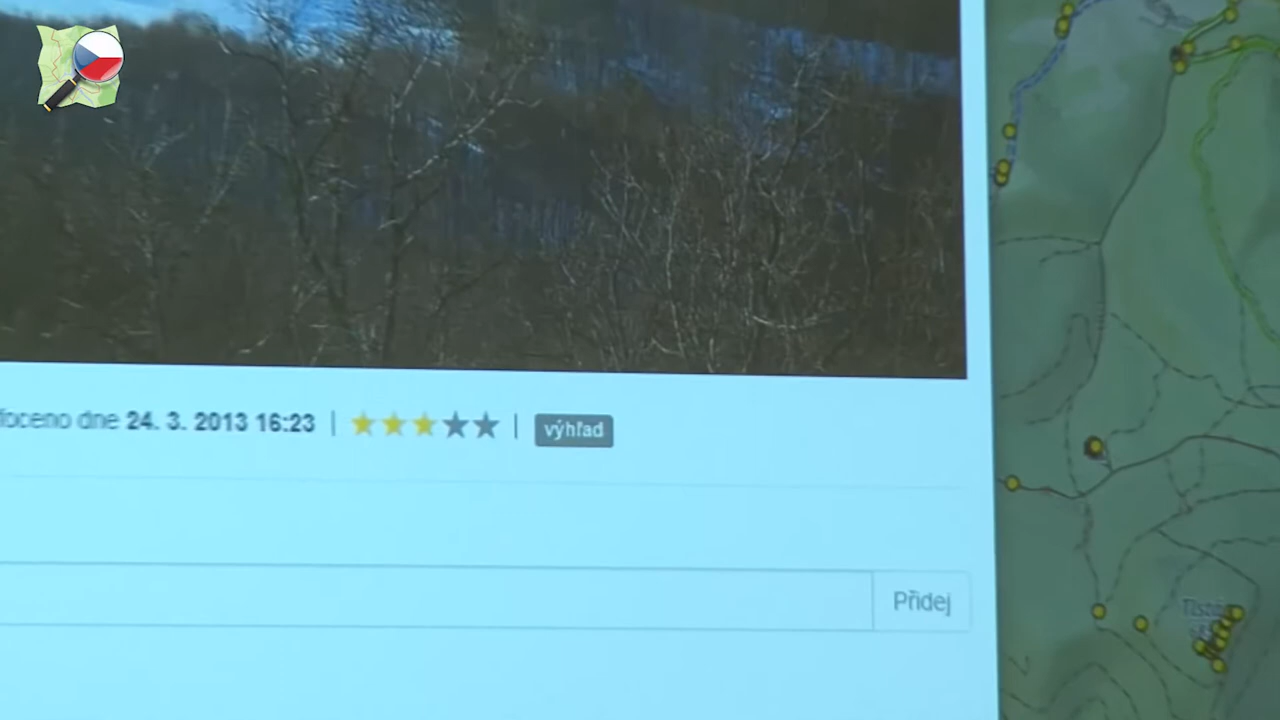 foceno dne 24. 3. 2013 16:23 | ★★★★★ | výhľad
Přidej